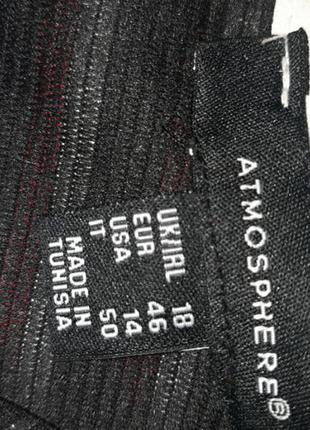 ATMOSPHERE®
UK/IRL 18
EUR 46
USA 14
IT 50
MADE IN
TUNISIA